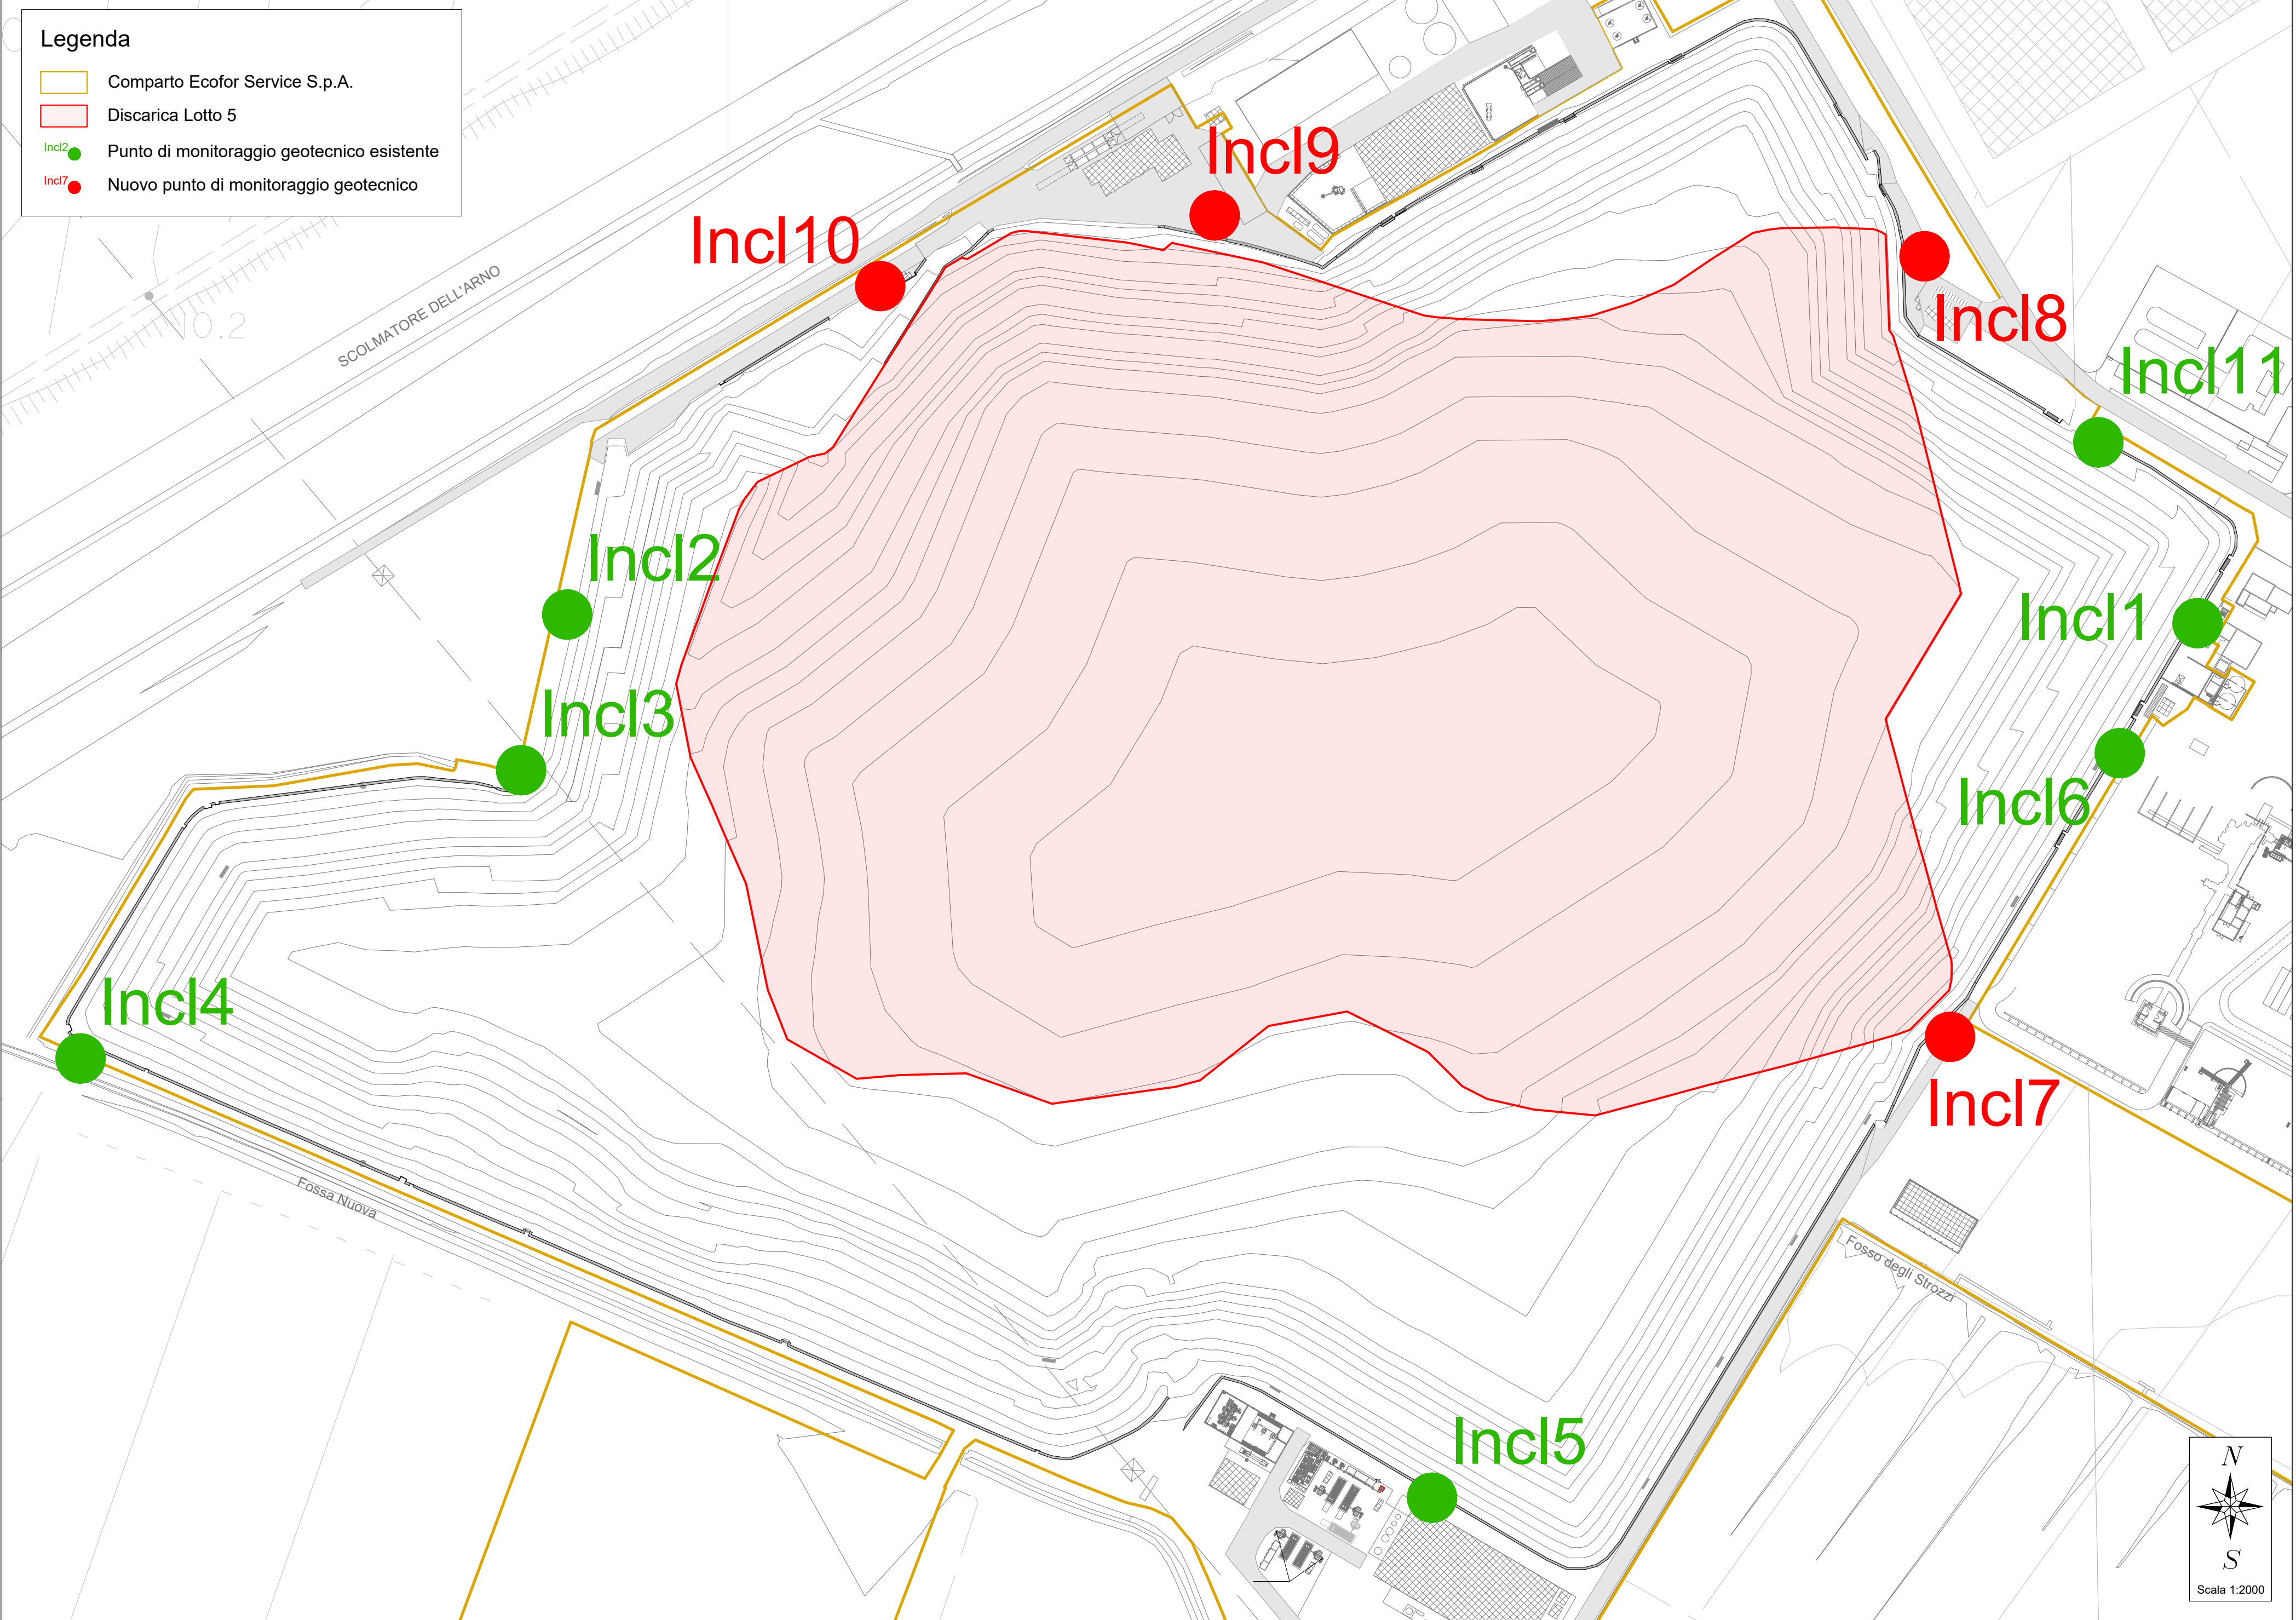 Legenda
Comparto Ecofor Service S.p.A.
Discarica Lotto 5
Incl2
Punto di monitoraggio geotecnico esistente
Incl7
Nuovo punto di monitoraggio geotecnico
Incl9
Incl10
SCOLMATORE DELL'ARNO
Incl8
Incl11
Incl2
Incl1
Incl3
Incl6
Incl4
Incl7
Fossa Nuova
Fosso degli Strozzi
Incl5
N
S
Scala 1:2000